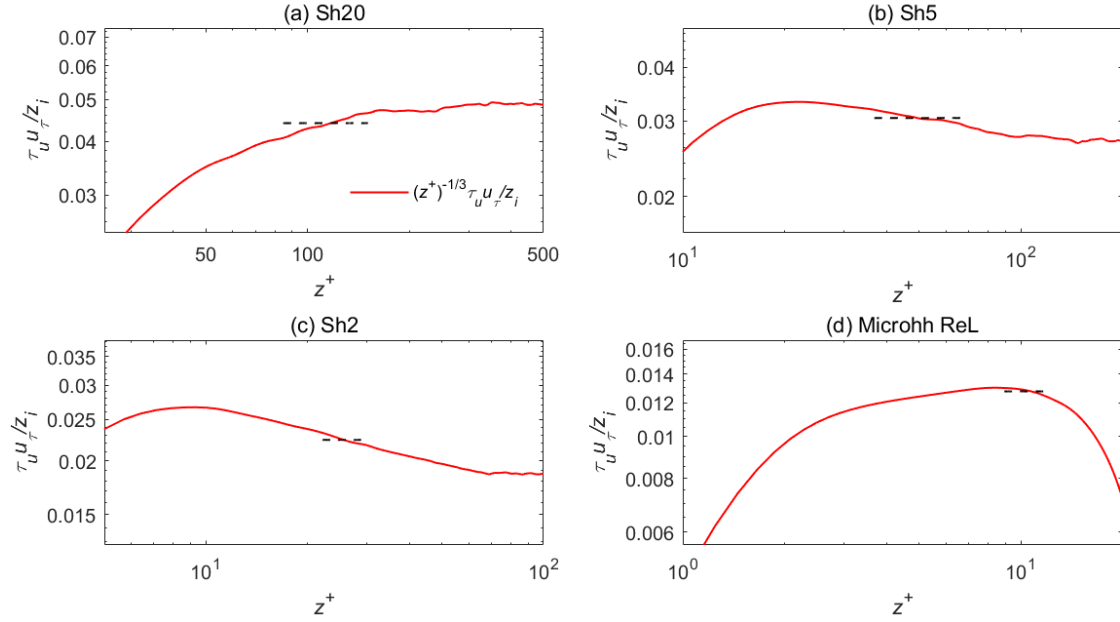 (a) Sh20
0.07
0.06
0.05
0.04
0.03
τ_u u_τ/z_i
(z⁺)^{-1/3}τ_u u_τ/z_i
50
100
500
z⁺
(b) Sh5
0.04
0.03
0.02
τ_u u_τ/z_i
10¹
10²
z⁺
(c) Sh2
0.035
0.03
0.025
0.02
0.015
τ_u u_τ/z_i
10¹
10²
z⁺
(d) Microhh ReL
0.016
0.014
0.012
0.01
0.008
0.006
τ_u u_τ/z_i
10⁰
10¹
z⁺